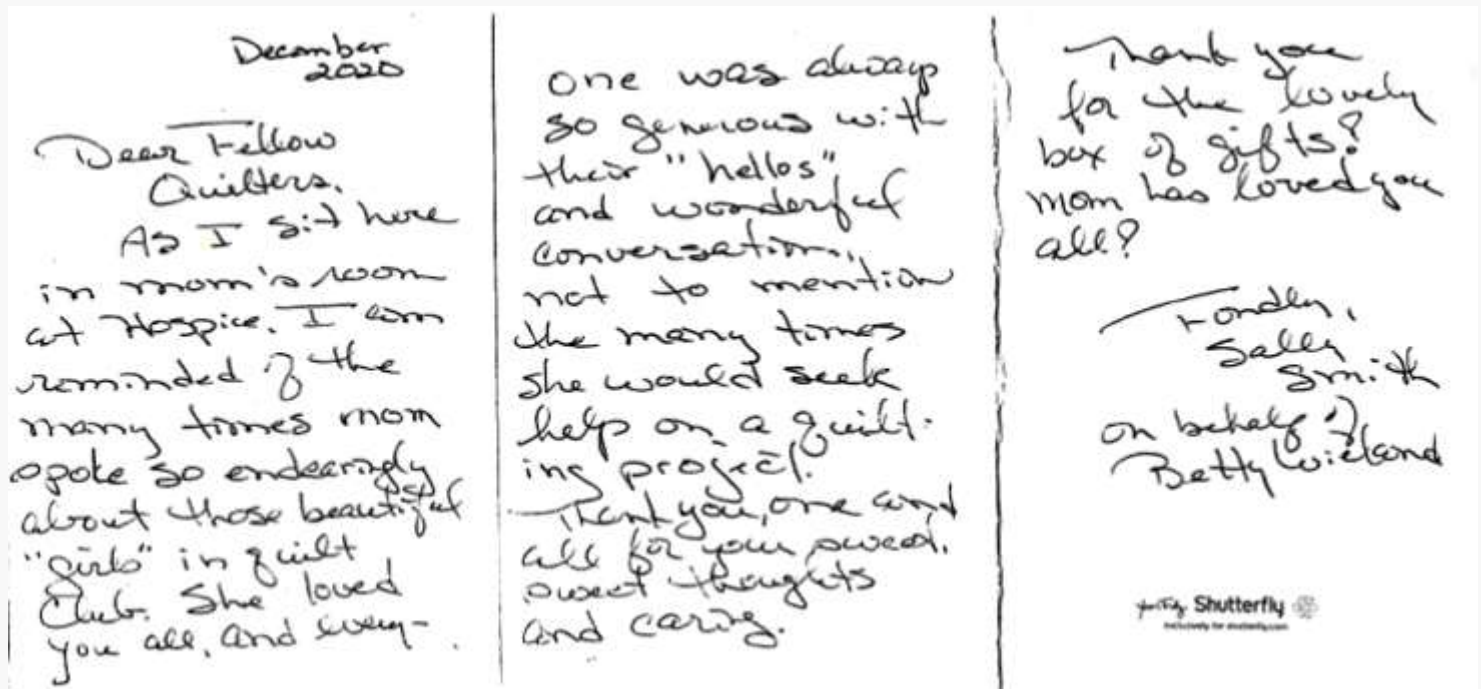 December
2020
Dear Fellow
Quilters,
As I sit here
in mom's room
at Hospice. I am
reminded of the
many times mom
spoke so endearingly
about those beautiful
"girls" in quilt
Club. She loved
you all, and every-
one was always
so generous with
their "hellos"
and wonderful
conversation,
not to mention
the many times
she would seek
help on a quilt-
ing project.
Thank you, one and
all for your sweet,
sweet thoughts
and caring.
Thank you
for the lovely
box of gifts!
mom has loved you
all!
Fondly,
Sally
Smith
on behalf of
Betty Wieland
Shutterfly
exclusively for shutterfly.com